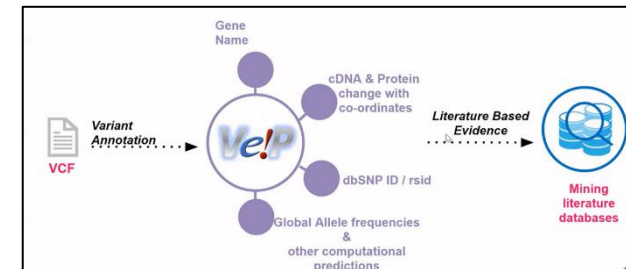 Gene
Name
cDNA & Protein
change with
co-ordinates
Variant
Annotation
Literature Based
Evidence
Ve!P
VCF
dbSNP ID / rsid
Mining
literature
databases
Global Allele frequencies
&
other computational
predictions